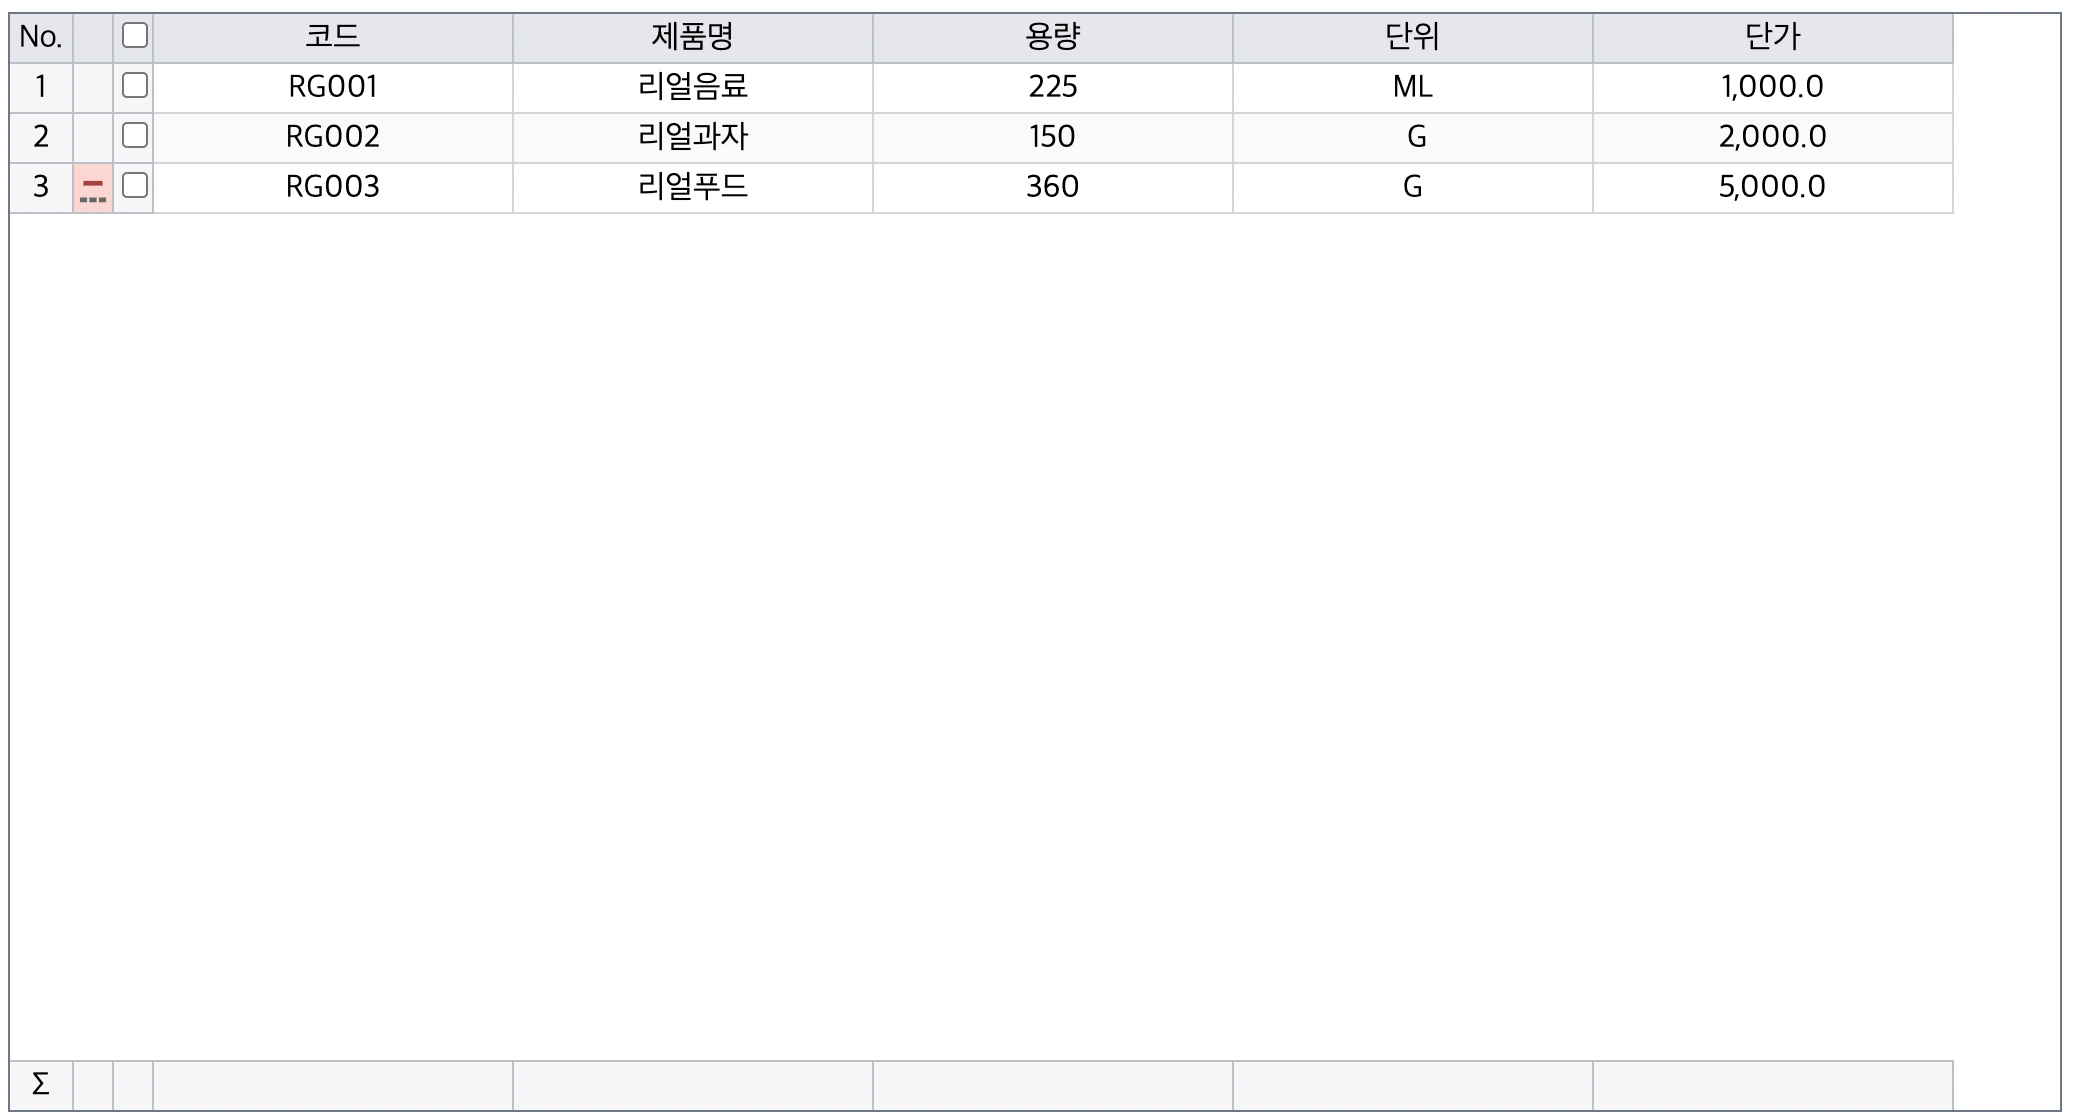 No. 코드 제품명 용량 단위 단가
1 RG001 리얼음료 225 ML 1,000.0
2 RG002 리얼과자 150 G 2,000.0
3 RG003 리얼푸드 360 G 5,000.0
Σ